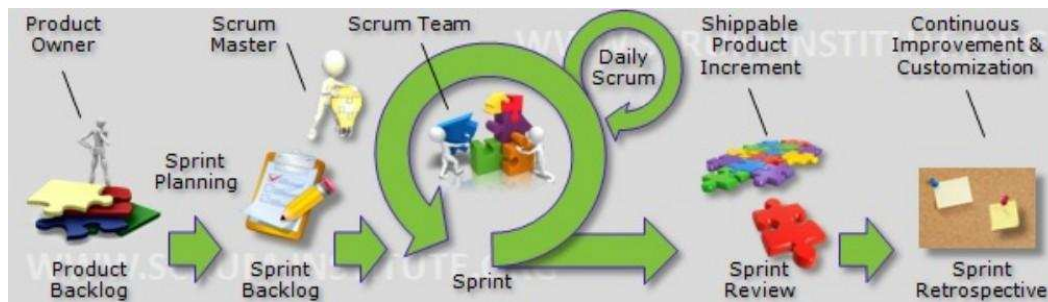 Product
Owner
Scrum
Master
Scrum Team
Daily
Scrum
Shippable
Product
Increment
Continuous
Improvement &
Customization
Sprint
Planning
Product
Backlog
Sprint
Backlog
Sprint
Sprint
Review
Sprint
Retrospective